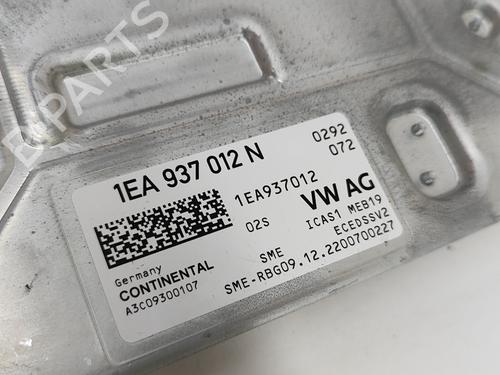 BPARTS
1EA 937 012 N
0292
072
1EA937012
02S
VW AG
ICAS1 MEB19
ECEDSSV2
SME
SME-RBG09.12.2200700227
Germany
CONTINENTAL
A3C09300107